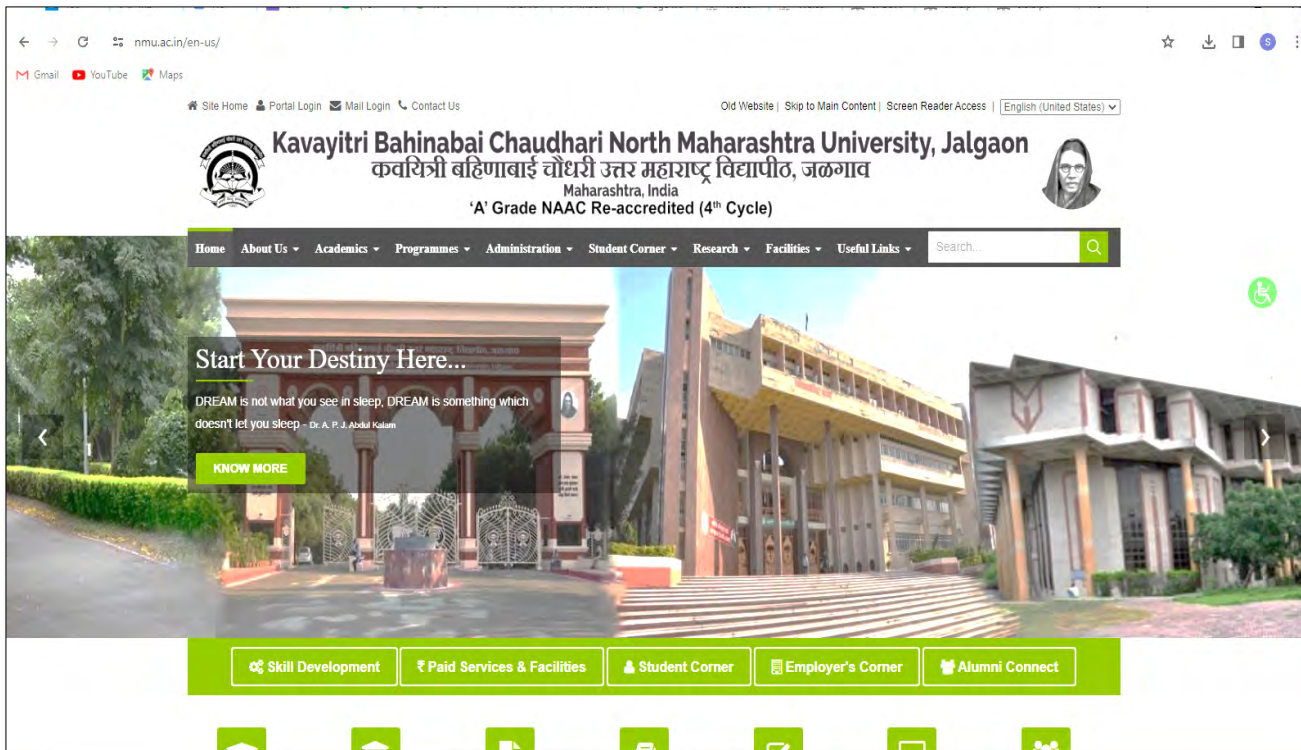 nmu.ac.in/en-us/
S
Gmail YouTube Maps
Site Home Portal Login Mail Login Contact Us Old Website | Skip to Main Content | Screen Reader Access | English (United States)
Kavayitri Bahinabai Chaudhari North Maharashtra University, Jalgaon
कवयित्री बहिणाबाई चौधरी उत्तर महाराष्ट्र विद्यापीठ, जळगाव
Maharashtra, India
‘A’ Grade NAAC Re-accredited (4th Cycle)
Home About Us Academics Programmes Administration Student Corner Research Facilities Useful Links Search...
Start Your Destiny Here...
DREAM is not what you see in sleep, DREAM is something which
doesn't let you sleep - Dr. A. P. J. Abdul Kalam
KNOW MORE
Skill Development ₹ Paid Services & Facilities Student Corner Employer's Corner Alumni Connect